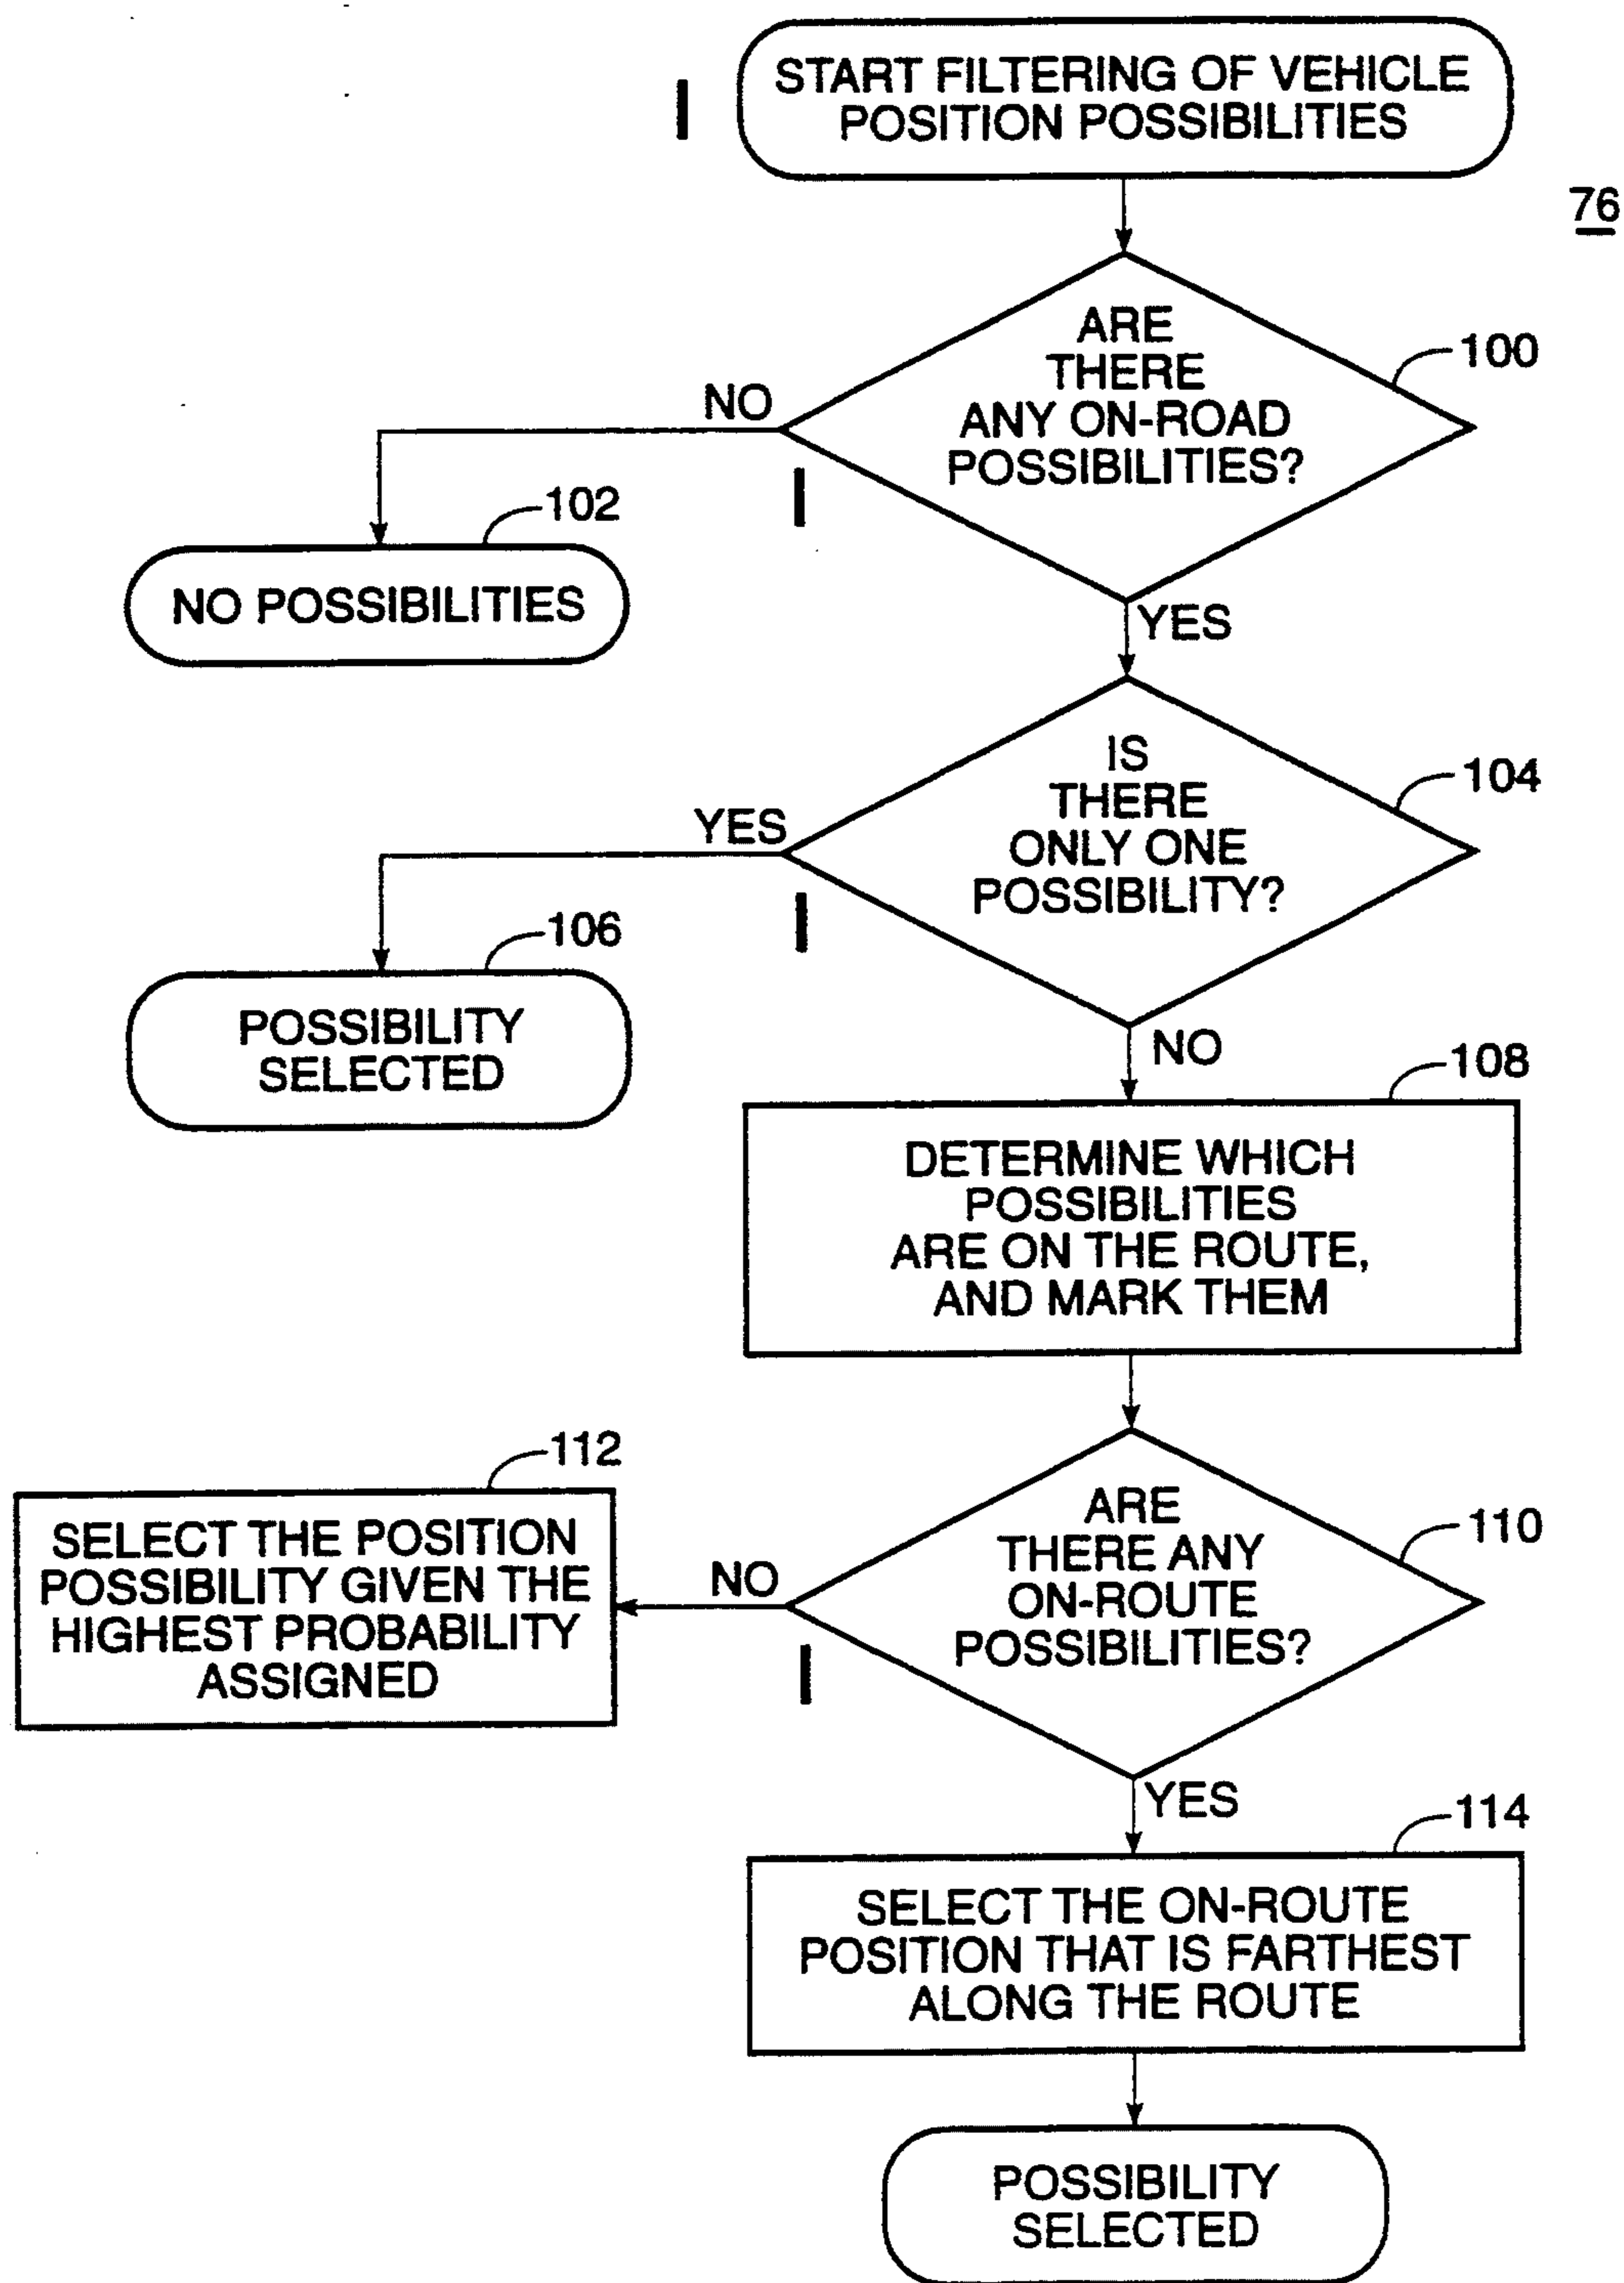 START FILTERING OF VEHICLE
POSITION POSSIBILITIES
76
ARE
THERE
ANY ON-ROAD
POSSIBILITIES?
100
NO
102
NO POSSIBILITIES
YES
IS
THERE
ONLY ONE
POSSIBILITY?
104
YES
106
POSSIBILITY
SELECTED
NO
108
DETERMINE WHICH
POSSIBILITIES
ARE ON THE ROUTE,
AND MARK THEM
ARE
THERE ANY
ON-ROUTE
POSSIBILITIES?
110
NO
112
SELECT THE POSITION
POSSIBILITY GIVEN THE
HIGHEST PROBABILITY
ASSIGNED
YES
114
SELECT THE ON-ROUTE
POSITION THAT IS FARTHEST
ALONG THE ROUTE
POSSIBILITY
SELECTED